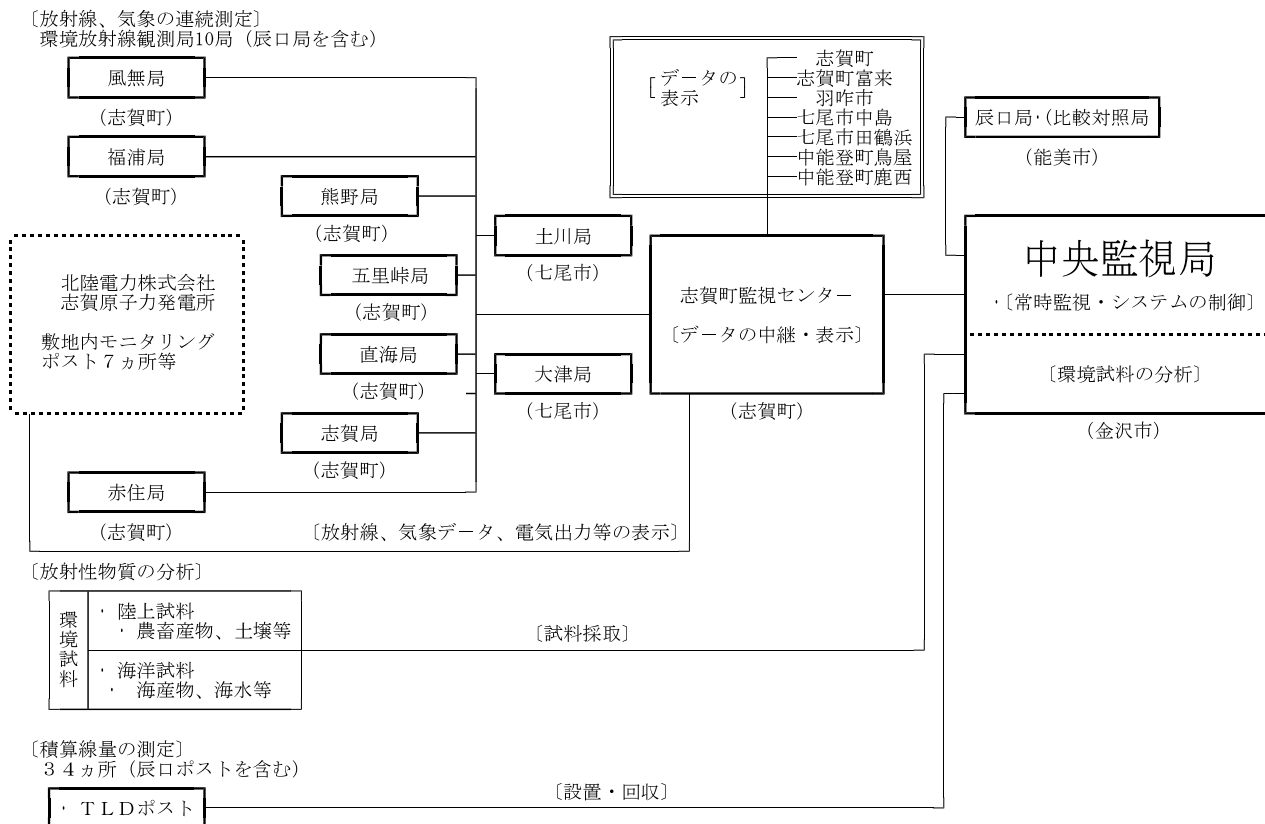 〔放射線、気象の連続測定〕
環境放射線観測局10局（辰口局を含む）
風無局
（志賀町）
福浦局
（志賀町）
熊野局
（志賀町）
土川局
（七尾市）
五里峠局
（志賀町）
直海局
（志賀町）
大津局
（七尾市）
志賀局
（志賀町）
赤住局
（志賀町）
北陸電力株式会社
志賀原子力発電所
敷地内モニタリング
ポスト７ヵ所等
〔放射線、気象データ、電気出力等の表示〕
［データの
表示］
志賀町
志賀町富来
羽咋市
七尾市中島
七尾市田鶴浜
中能登町鳥屋
中能登町鹿西
志賀町監視センター
〔データの中継・表示〕
（志賀町）
辰口局・（比較対照局
（能美市）
中央監視局
・〔常時監視・システムの制御〕
〔環境試料の分析〕
（金沢市）
〔放射性物質の分析〕
環境試料
・陸上試料
・農畜産物、土壌等
・海洋試料
・海産物、海水等
〔試料採取〕
〔積算線量の測定〕
３４ヵ所（辰口ポストを含む）
・ＴＬＤポスト
〔設置・回収〕